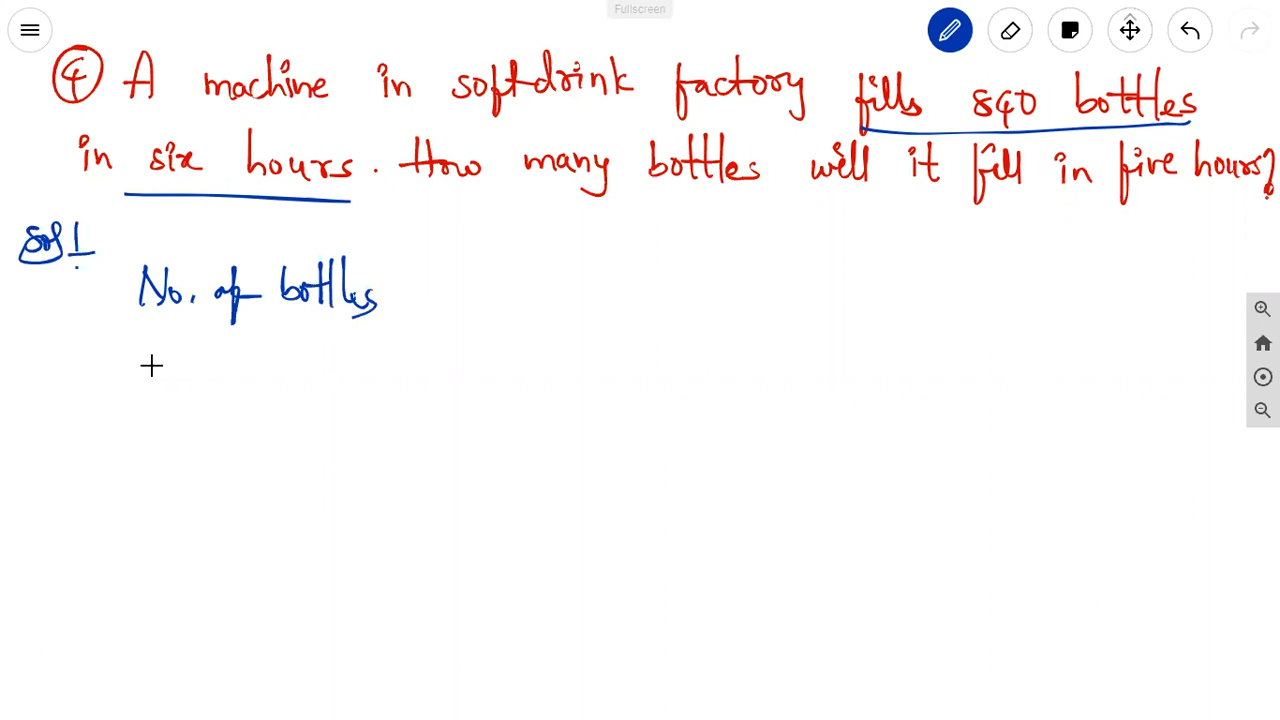 Fullscreen
④ A machine in softdrink factory fills 840 bottles
in six hours. How many bottles will it fill in five hours?
Sol:
No. of bottles